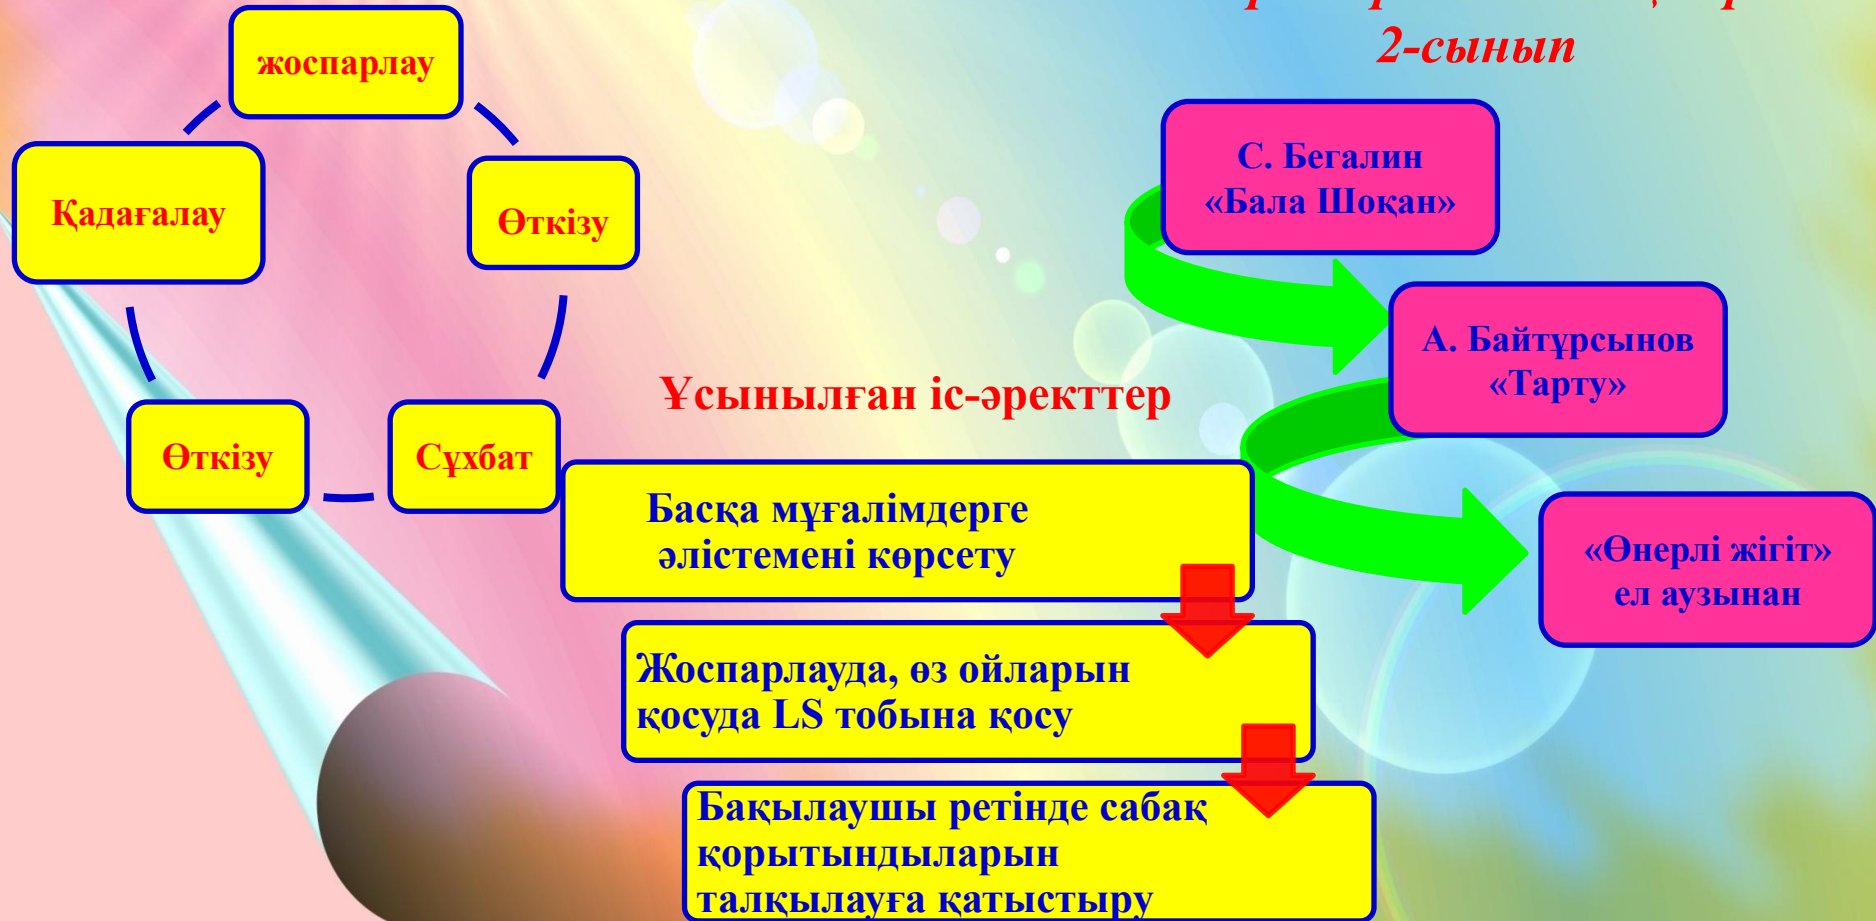 2-сынып
жоспарлау
Қадағалау
Өткізу
Өткізу
Сұхбат
С. Бегалин
«Бала Шоқан»
А. Байтұрсынов
«Тарту»
«Өнерлі жігіт»
ел аузынан
Ұсынылған іс-әректтер
Басқа мұғалімдерге
әлістемені көрсету
Жоспарлауда, өз ойларын
қосуда LS тобына қосу
Бақылаушы ретінде сабақ
қорытындыларын
талқылауға қатыстыру